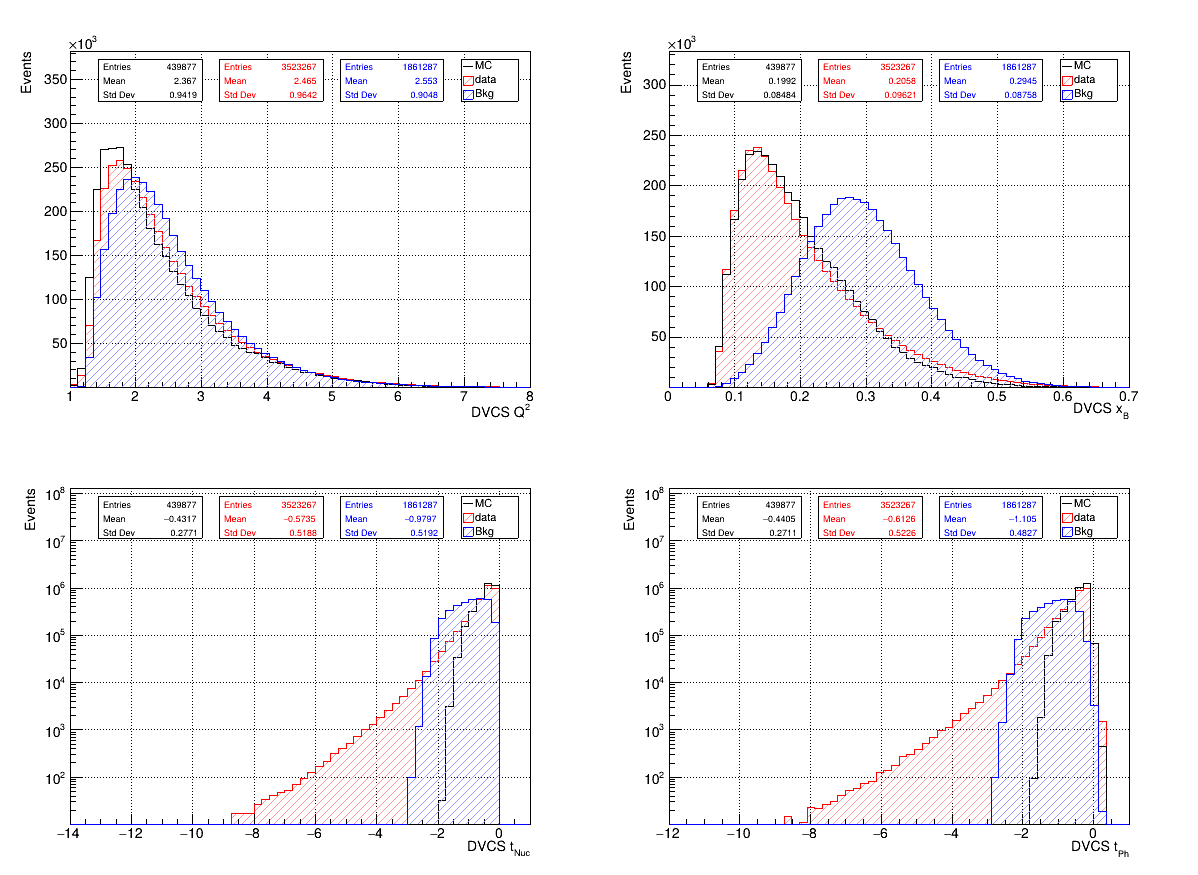 ×10³
Events
Entries 439877
Mean 2.367
Std Dev 0.9419
Entries 3523267
Mean 2.465
Std Dev 0.9642
Entries 1861287
Mean 2.553
Std Dev 0.9048
MC
data
Bkg
350
300
250
200
150
100
50
1 2 3 4 5 6 7 8
DVCS Q²
×10³
Events
Entries 439877
Mean 0.1992
Std Dev 0.08484
Entries 3523267
Mean 0.2058
Std Dev 0.09621
Entries 1861287
Mean 0.2945
Std Dev 0.08758
MC
data
Bkg
300
250
200
150
100
50
0 0.1 0.2 0.3 0.4 0.5 0.6 0.7
DVCS x_B
Events
Entries 439877
Mean −0.4317
Std Dev 0.2771
Entries 3523267
Mean −0.5735
Std Dev 0.5188
Entries 1861287
Mean −0.9797
Std Dev 0.5192
MC
data
Bkg
10⁸
10⁷
10⁶
10⁵
10⁴
10³
10²
−14 −12 −10 −8 −6 −4 −2 0
DVCS t_Nuc
Events
Entries 439877
Mean −0.4405
Std Dev 0.2711
Entries 3523267
Mean −0.6126
Std Dev 0.5226
Entries 1861287
Mean −1.105
Std Dev 0.4827
MC
data
Bkg
10⁸
10⁷
10⁶
10⁵
10⁴
10³
10²
−12 −10 −8 −6 −4 −2 0
DVCS t_Ph